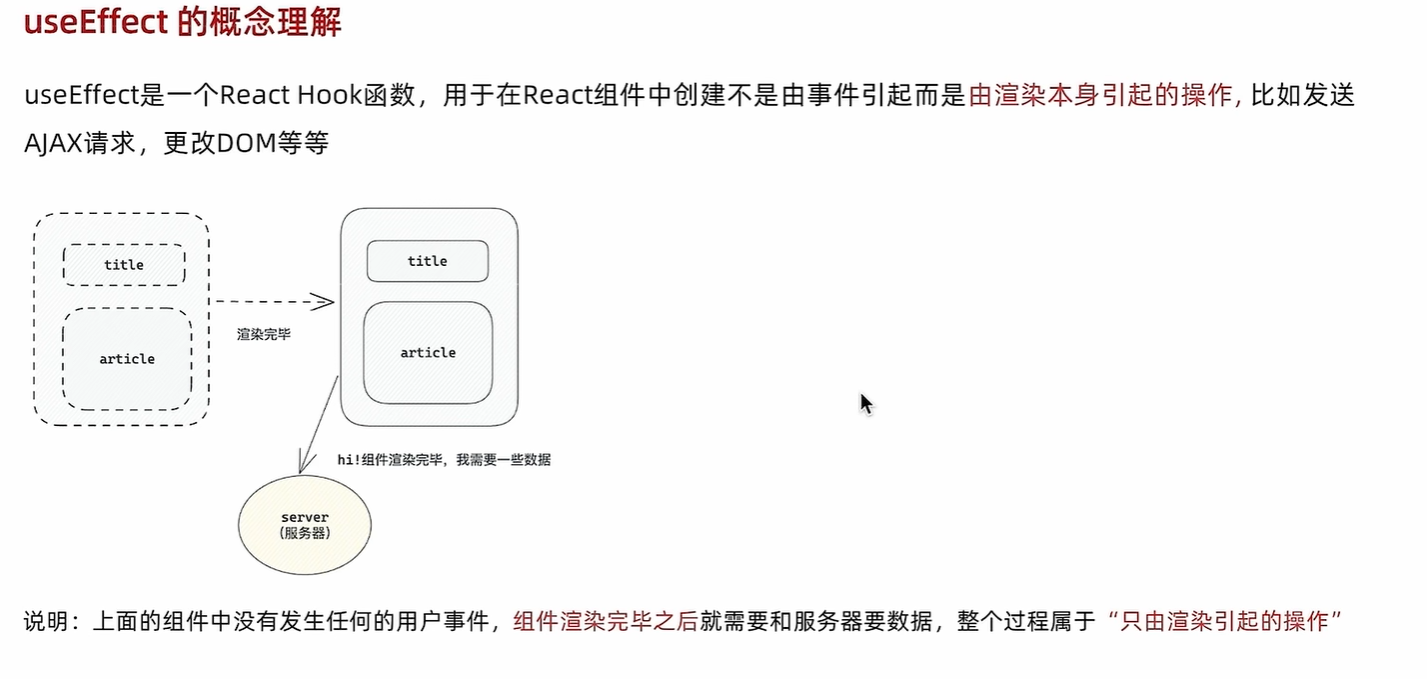 useEffect 的概念理解
useEffect是一个React Hook函数，用于在React组件中创建不是由事件引起而是由渲染本身引起的操作, 比如发送
AJAX请求，更改DOM等等
title
article
渲染完毕
title
article
hi!组件渲染完毕，我需要一些数据
server
(服务器)
说明：上面的组件中没有发生任何的用户事件，组件渲染完毕之后就需要和服务器要数据，整个过程属于“只由渲染引起的操作”